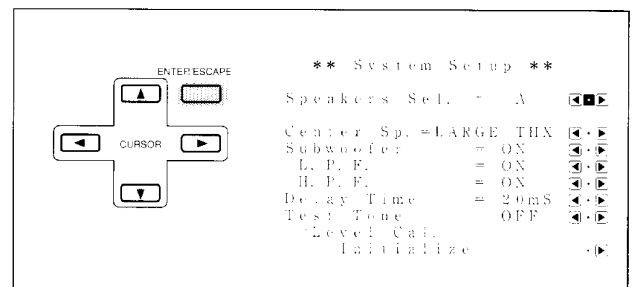 ENTER/ESCAPE
CURSOR
** System Setup **
Speakers Sel. = A
Center Sp.=LARGE THX
Subwoofer = ON
L. P. F. = ON
H. P. F. = ON
Delay Time = 20mS
Test Tone OFF
Level Cal.
Initialize